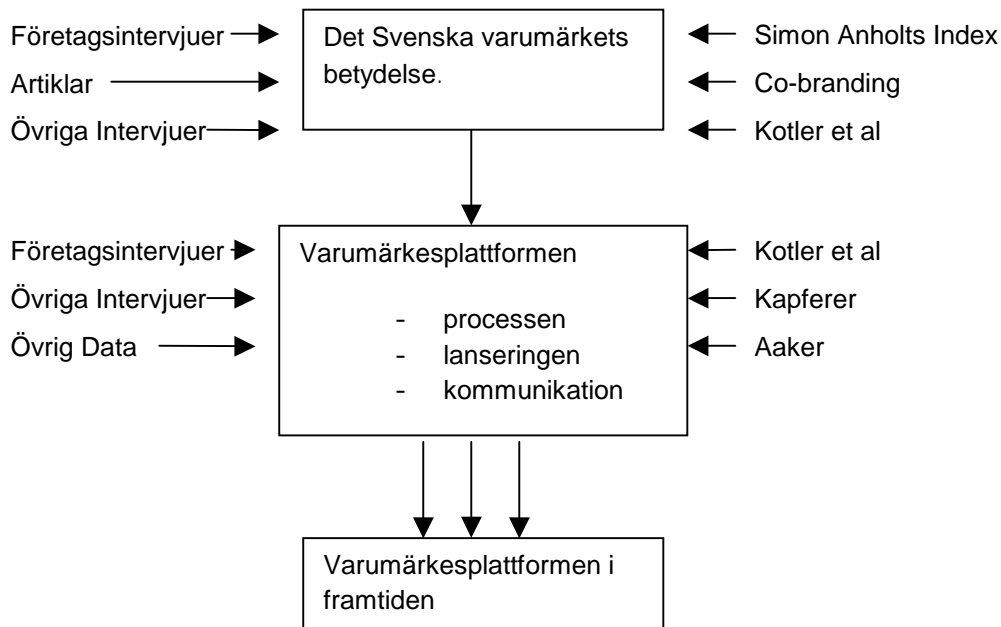 Företagsintervjuer
Det Svenska varumärkets
Simon Anholts Index
Artiklar
betydelse.
Co-branding
Övriga Intervjuer
Kotler et al
Företagsintervjuer
Varumärkesplattformen
Kotler et al
Övriga Intervjuer
- processen
Kapferer
Övrig Data
- lanseringen
Aaker
- kommunikation
Varumärkesplattformen i
framtiden